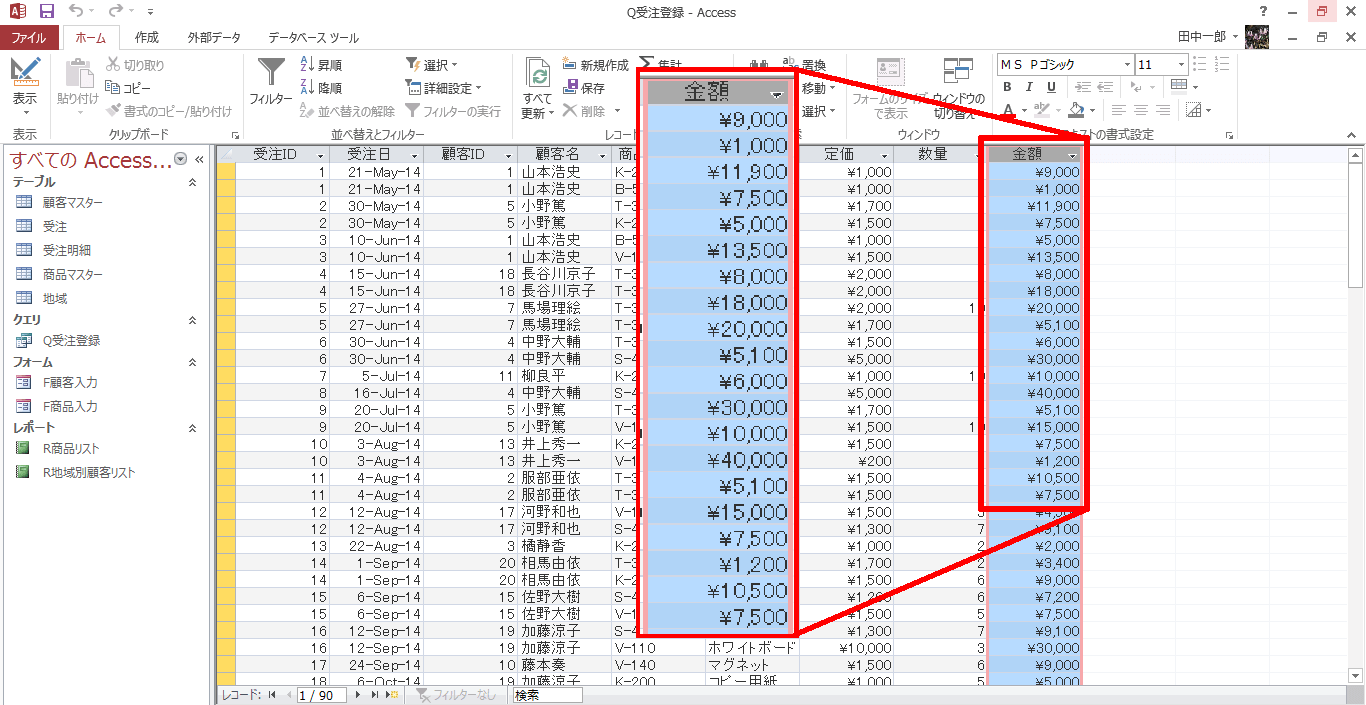 Q受注登録 - Access
田中一郎
ファイル ホーム 作成 外部データ データベース ツール
表示
貼り付け
切り取り
コピー
書式のコピー/貼り付け
フィルター
昇順
降順
並べ替えの解除
選択
詳細設定
フィルターの実行
すべて
更新
新規作成
保存
削除
集計
置換
移動
選択
フォームのサイズ
で表示
ウィンドウの
切り替え
MS Pゴシック 11
B I U
表示 クリップボード 並べ替えとフィルター レコード ウィンドウ テキストの書式設定
すべての Access...
テーブル
顧客マスター
受注
受注明細
商品マスター
地域
クエリ
Q受注登録
フォーム
F顧客入力
F商品入力
レポート
R商品リスト
R地域別顧客リスト
受注ID 受注日 顧客ID 顧客名 商 定価 数量 金額
1 21-May-14 1 山本浩史 K-2 ¥1,000 ¥9,000
1 21-May-14 1 山本浩史 B-5 ¥1,000 ¥1,000
2 30-May-14 5 小野篤 T-3 ¥1,700 ¥11,900
2 30-May-14 5 小野篤 K-2 ¥1,500 ¥7,500
3 10-Jun-14 1 山本浩史 B-5 ¥1,000 ¥5,000
3 10-Jun-14 1 山本浩史 V-1 ¥1,500 ¥13,500
4 15-Jun-14 18 長谷川京子 T-3 ¥2,000 ¥8,000
4 15-Jun-14 18 長谷川京子 T-3 ¥2,000 ¥18,000
5 27-Jun-14 7 馬場理絵 T-3 ¥2,000 10 ¥20,000
5 27-Jun-14 7 馬場理絵 T-3 ¥1,700 ¥5,100
6 30-Jun-14 4 中野大輔 T-3 ¥1,500 ¥6,000
6 30-Jun-14 4 中野大輔 S-4 ¥5,000 ¥30,000
7 5-Jul-14 11 柳良平 K-2 ¥1,000 10 ¥10,000
8 16-Jul-14 4 中野大輔 S-4 ¥5,000 ¥40,000
9 20-Jul-14 5 小野篤 T-3 ¥1,700 ¥5,100
9 20-Jul-14 5 小野篤 V-1 ¥1,500 10 ¥15,000
10 3-Aug-14 13 井上秀一 K-2 ¥1,500 ¥7,500
10 3-Aug-14 13 井上秀一 V-1 ¥200 ¥1,200
11 4-Aug-14 2 服部亜依 T-3 ¥1,500 ¥10,500
11 4-Aug-14 2 服部亜依 T-3 ¥1,500 ¥7,500
12 12-Aug-14 17 河野和也 V-1 ¥1,500 3 ¥4,500
12 12-Aug-14 17 河野和也 S-4 ¥1,300 7 ¥9,100
13 22-Aug-14 3 橘静香 K-2 ¥1,000 2 ¥2,000
14 1-Sep-14 20 相馬由依 T-3 ¥1,700 2 ¥3,400
14 1-Sep-14 20 相馬由依 K-2 ¥1,500 6 ¥9,000
15 6-Sep-14 15 佐野大樹 S-4 ¥1,200 6 ¥7,200
15 6-Sep-14 15 佐野大樹 V-1 ¥1,500 5 ¥7,500
16 12-Sep-14 19 加藤涼子 S-4 ¥1,300 7 ¥9,100
16 12-Sep-14 19 加藤涼子 V-110 ホワイトボード ¥10,000 3 ¥30,000
17 24-Sep-14 10 藤本奏 V-140 マグネット ¥1,500 6 ¥9,000
18 6-Oct-14 19 加藤涼子 K-200 コピー用紙 ¥1,000 5 ¥5,000
金額
¥9,000
¥1,000
¥11,900
¥7,500
¥5,000
¥13,500
¥8,000
¥18,000
¥20,000
¥5,100
¥6,000
¥30,000
¥10,000
¥40,000
¥5,100
¥15,000
¥7,500
¥1,200
¥10,500
¥7,500
レコード: 1 / 90 フィルターなし 検索